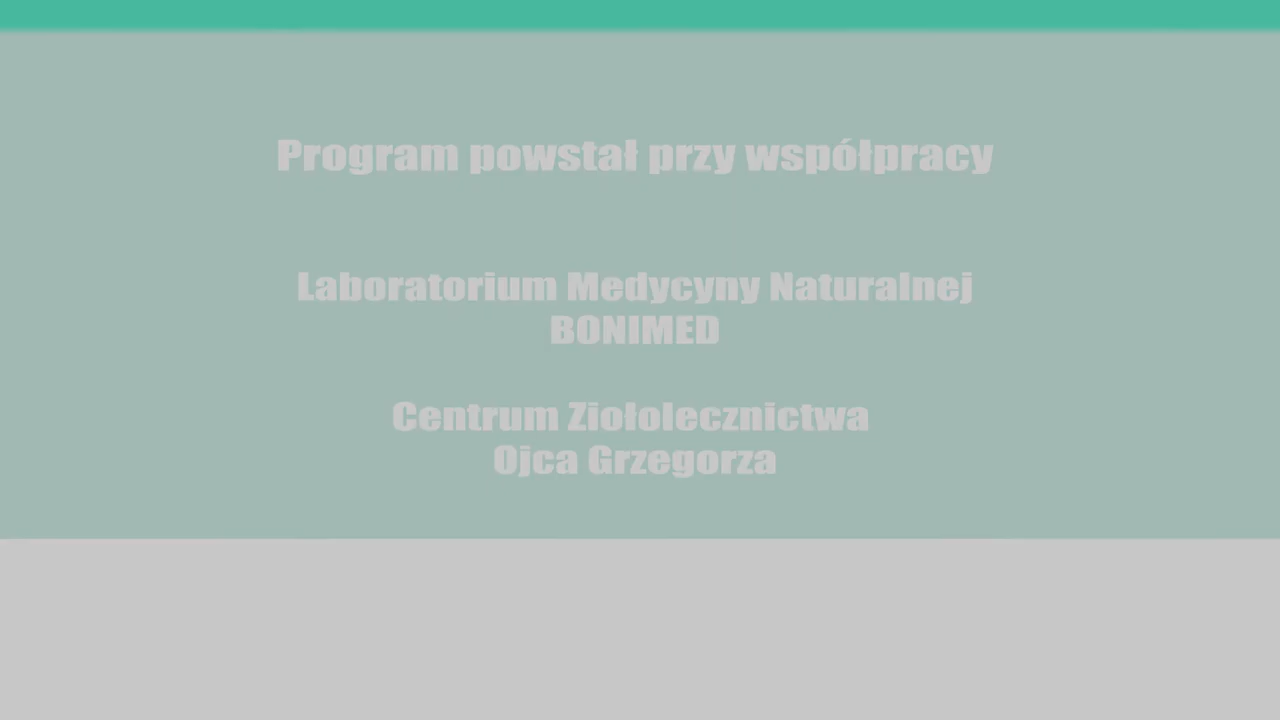 Program powstał przy współpracy
Laboratorium Medycyny Naturalnej
BONIMED
Centrum Ziołolecznictwa
Ojca Grzegorza